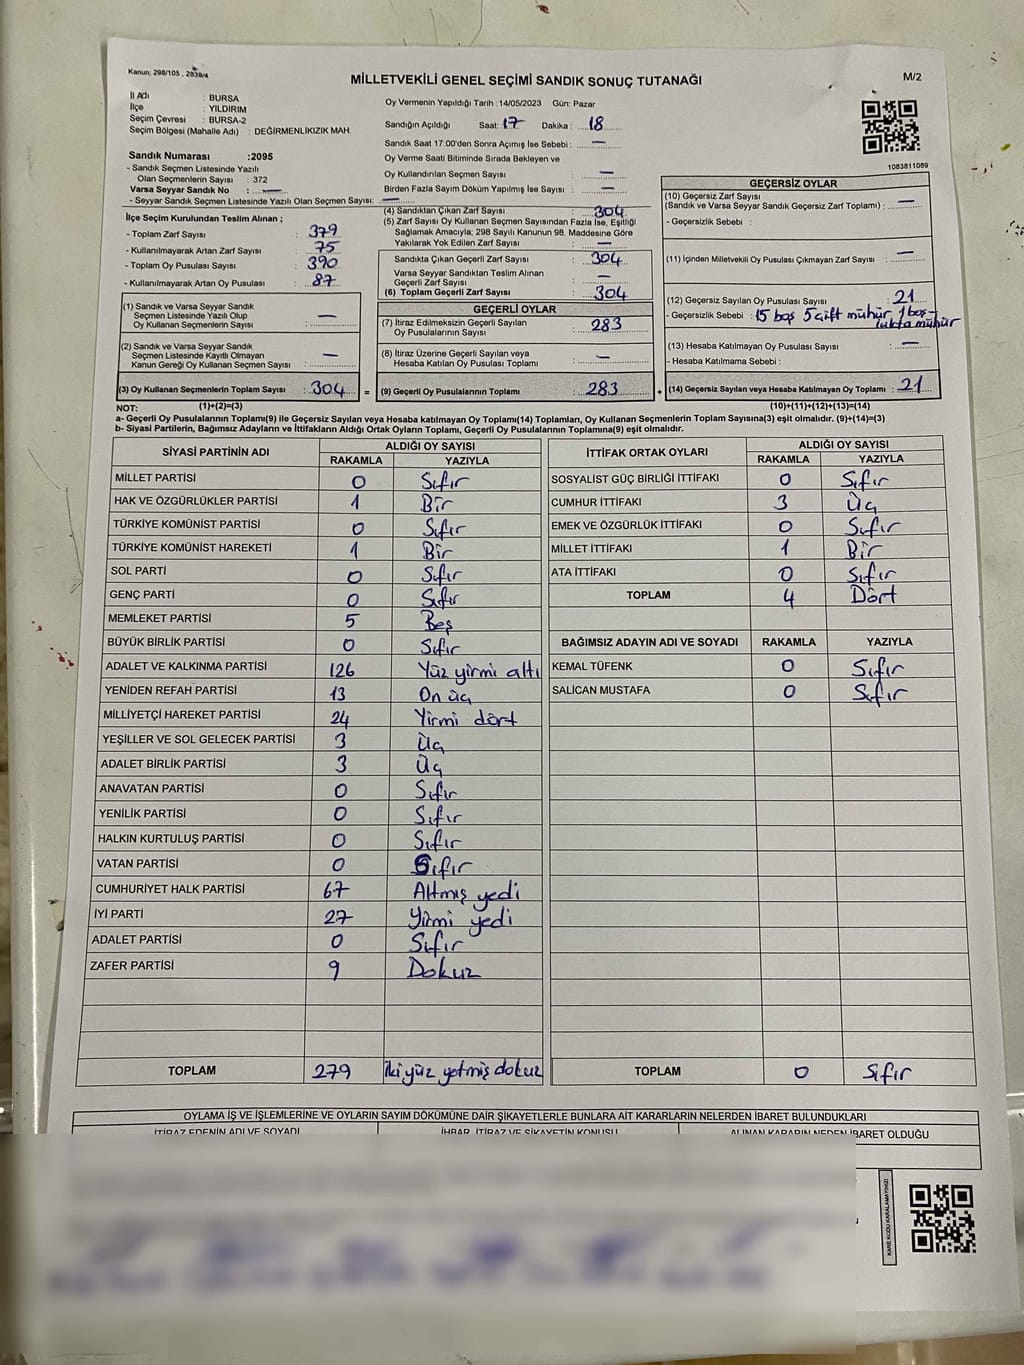 Kanun; 298/105 , 2839/4
MİLLETVEKİLİ GENEL SEÇİMİ SANDIK SONUÇ TUTANAĞI
M/2
İl Adı : BURSA
İlçe : YILDIRIM
Seçim Çevresi : BURSA-2
Seçim Bölgesi (Mahalle Adı) : DEĞİRMENLİKIZIK MAH.
Oy Vermenin Yapıldığı Tarih : 14/05/2023 Gün: Pazar
Sandığın Açıldığı Saat: 17 Dakika : 18
Sandık Saat 17:00'den Sonra Açımış İse Sebebi : —
Oy Verme Saati Bitiminde Sırada Bekleyen ve
Oy Kullandırılan Seçmen Sayısı : —
Birden Fazla Sayım Döküm Yapılmış İse Sayısı : —
1083811089
Sandık Numarası :2095
- Sandık Seçmen Listesinde Yazılı
Olan Seçmenlerin Sayısı : 372
Varsa Seyyar Sandık No : —
- Seyyar Sandık Seçmen Listesinde Yazılı Olan Seçmen Sayısı: —
İlçe Seçim Kurulundan Teslim Alınan ;
- Toplam Zarf Sayısı : 379
- Kullanılmayarak Artan Zarf Sayısı : 75
- Toplam Oy Pusulası Sayısı : 390
- Kullanılmayarak Artan Oy Pusulası : 87
(1) Sandık ve Varsa Seyyar Sandık
Seçmen Listesinde Yazılı Olup
Oy Kullanan Seçmenlerin Sayısı : —
(2) Sandık ve Varsa Seyyar Sandık
Seçmen Listesinde Kayıtlı Olmayan
Kanun Gereği Oy Kullanan Seçmen Sayısı : —
(3) Oy Kullanan Seçmenlerin Toplam Sayısı : 304 =
(4) Sandıktan Çıkan Zarf Sayısı : 304
(5) Zarf Sayısı Oy Kullanan Seçmen Sayısından Fazla İse, Eşitliği
Sağlamak Amacıyla; 298 Sayılı Kanunun 98. Maddesine Göre
Yakılarak Yok Edilen Zarf Sayısı : —
Sandıkta Çıkan Geçerli Zarf Sayısı : 304
Varsa Seyyar Sandıktan Teslim Alınan
Geçerli Zarf Sayısı : —
(6) Toplam Geçerli Zarf Sayısı : 304
GEÇERLİ OYLAR
(7) İtiraz Edilmeksizin Geçerli Sayılan
Oy Pusulalarının Sayısı : 283
(8) İtiraz Üzerine Geçerli Sayılan veya
Hesaba Katılan Oy Pusulası Toplamı : —
(9) Geçerli Oy Pusulalarının Toplamı : 283 +
GEÇERSİZ OYLAR
(10) Geçersiz Zarf Sayısı
(Sandık ve Varsa Seyyar Sandık Geçersiz Zarf Toplamı) : —
- Geçersizlik Sebebi :
(11) İçinden Milletvekili Oy Pusulası Çıkmayan Zarf Sayısı : —
(12) Geçersiz Sayılan Oy Pusulası Sayısı : 21
- Geçersizlik Sebebi : 15 boş 5 çift mühür 1 boş-
lukta mühür
(13) Hesaba Katılmayan Oy Pusulası Sayısı : —
- Hesaba Katılmama Sebebi :
(14) Geçersiz Sayılan veya Hesaba Katılmayan Oy Toplamı : 21
NOT: (1)+(2)=(3) (10)+(11)+(12)+(13)=(14)
a- Geçerli Oy Pusulalarının Toplamı(9) ile Geçersiz Sayılan veya Hesaba katılmayan Oy Toplamı(14) Toplamları, Oy Kullanan Seçmenlerin Toplam Sayısına(3) eşit olmalıdır. (9)+(14)=(3)
b- Siyasi Partilerin, Bağımsız Adayların ve İttifakların Aldığı Ortak Oyların Toplamı, Geçerli Oy Pusulalarının Toplamına(9) eşit olmalıdır.
SİYASİ PARTİNİN ADI ALDIĞI OY SAYISI
RAKAMLA YAZIYLA
MİLLET PARTİSİ 0 Sıfır
HAK VE ÖZGÜRLÜKLER PARTİSİ 1 Bir
TÜRKİYE KOMÜNİST PARTİSİ 0 Sıfır
TÜRKİYE KOMÜNİST HAREKETİ 1 Bir
SOL PARTİ 0 Sıfır
GENÇ PARTİ 0 Sıfır
MEMLEKET PARTİSİ 5 Beş
BÜYÜK BİRLİK PARTİSİ 0 Sıfır
ADALET VE KALKINMA PARTİSİ 126 Yüz yirmi altı
YENİDEN REFAH PARTİSİ 13 On üç
MİLLİYETÇİ HAREKET PARTİSİ 24 Yirmi dört
YEŞİLLER VE SOL GELECEK PARTİSİ 3 Üç
ADALET BİRLİK PARTİSİ 3 Üç
ANAVATAN PARTİSİ 0 Sıfır
YENİLİK PARTİSİ 0 Sıfır
HALKIN KURTULUŞ PARTİSİ 0 Sıfır
VATAN PARTİSİ 0 Sıfır
CUMHURİYET HALK PARTİSİ 67 Altmış yedi
İYİ PARTİ 27 Yirmi yedi
ADALET PARTİSİ 0 Sıfır
ZAFER PARTİSİ 9 Dokuz
TOPLAM 279 İki yüz yetmiş dokuz
İTTİFAK ORTAK OYLARI ALDIĞI OY SAYISI
RAKAMLA YAZIYLA
SOSYALİST GÜÇ BİRLİĞİ İTTİFAKI 0 Sıfır
CUMHUR İTTİFAKI 3 Üç
EMEK VE ÖZGÜRLÜK İTTİFAKI 0 Sıfır
MİLLET İTTİFAKI 1 Bir
ATA İTTİFAKI 0 Sıfır
TOPLAM 4 Dört
BAĞIMSIZ ADAYIN ADI VE SOYADI RAKAMLA YAZIYLA
KEMAL TÜFENK 0 Sıfır
SALİCAN MUSTAFA 0 Sıfır
TOPLAM 0 Sıfır
OYLAMA İŞ VE İŞLEMLERİNE VE OYLARIN SAYIM DÖKÜMÜNE DAİR ŞİKAYETLERLE BUNLARA AİT KARARLARIN NELERDEN İBARET BULUNDUKLARI
İTİRAZ EDENİN ADI VE SOYADI İHBAR, İTİRAZ VE ŞİKAYETİN KONUSU ALINAN KARARIN NEDEN İBARET OLDUĞU
KARE KODU KARALAMAYINIZ!